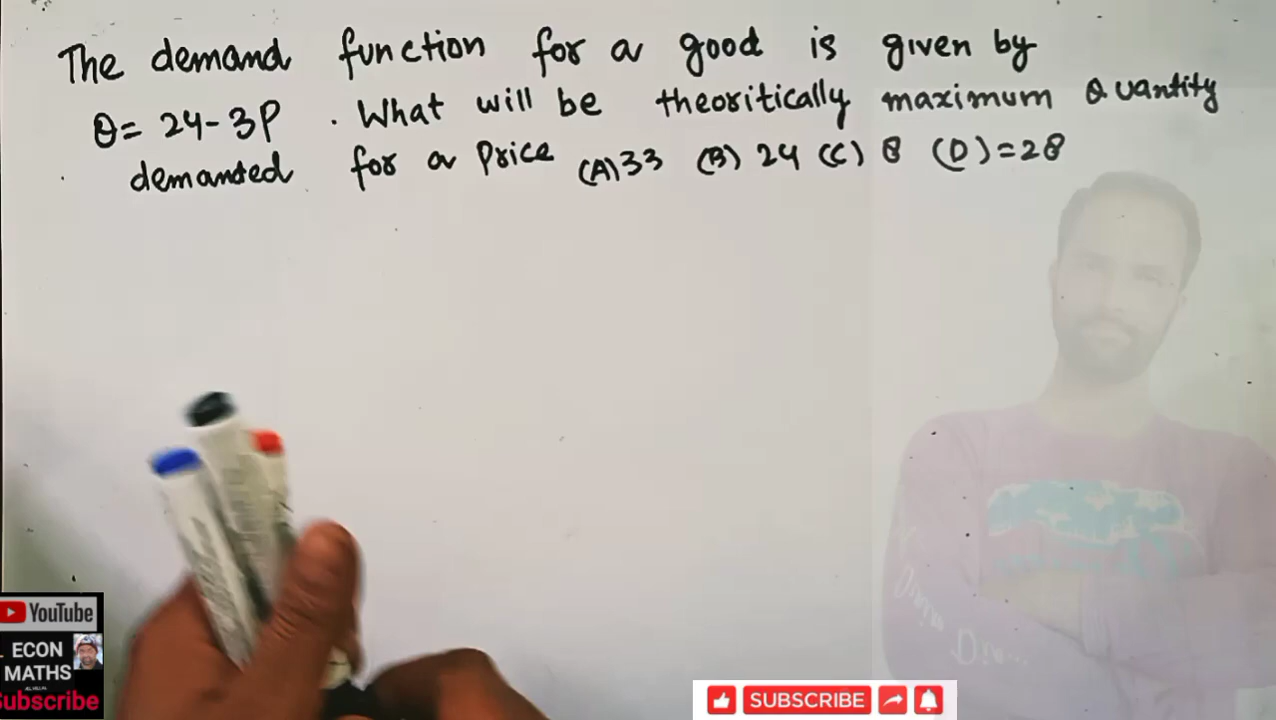 The demand function for a good is given by
Q = 24-3P . What will be theoritically maximum Quantity
demanted for a Price (A) 33 (B) 24 (C) 8 (D) = 28
YouTube
ECON
MATHS
Subscribe
SUBSCRIBE